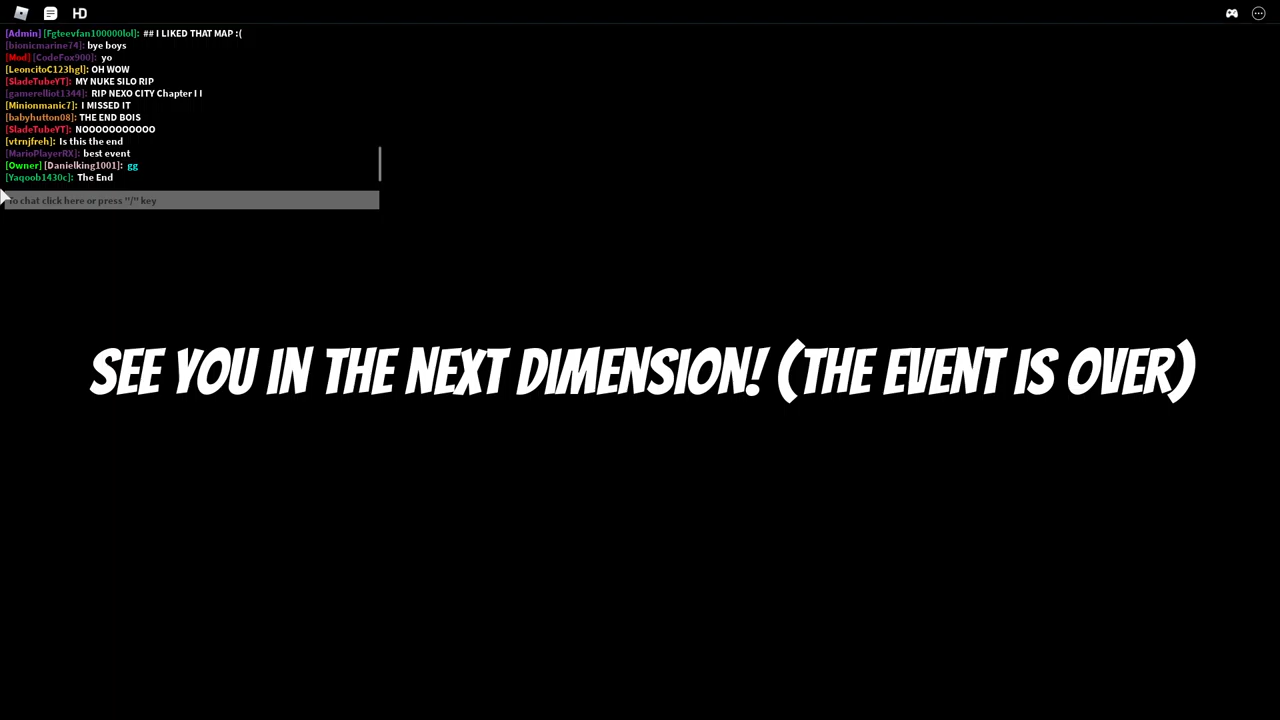 HD
[Admin] [Fgteevfan100000lol]: ## I LIKED THAT MAP :(
[bionicmarine74]: bye boys
[Mod] [CodeFox900]: yo
[LeoncitoC123hgl]: OH WOW
[SladeTubeYT]: MY NUKE SILO RIP
[gamerelliot1344]: RIP NEXO CITY Chapter I I
[Minionmanic7]: I MISSED IT
[babyhutton08]: THE END BOIS
[SladeTubeYT]: NOOOOOOOOOOO
[vtrnjfreh]: Is this the end
[MarioPlayerRX]: best event
[Owner] [Danielking1001]: gg
[Yaqoob1430c]: The End
To chat click here or press "/" key
SEE YOU IN THE NEXT DIMENSION! (THE EVENT IS OVER)